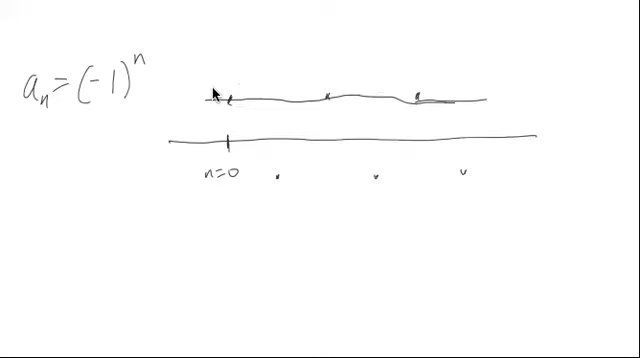 aₙ = (-1)ⁿ
n=0